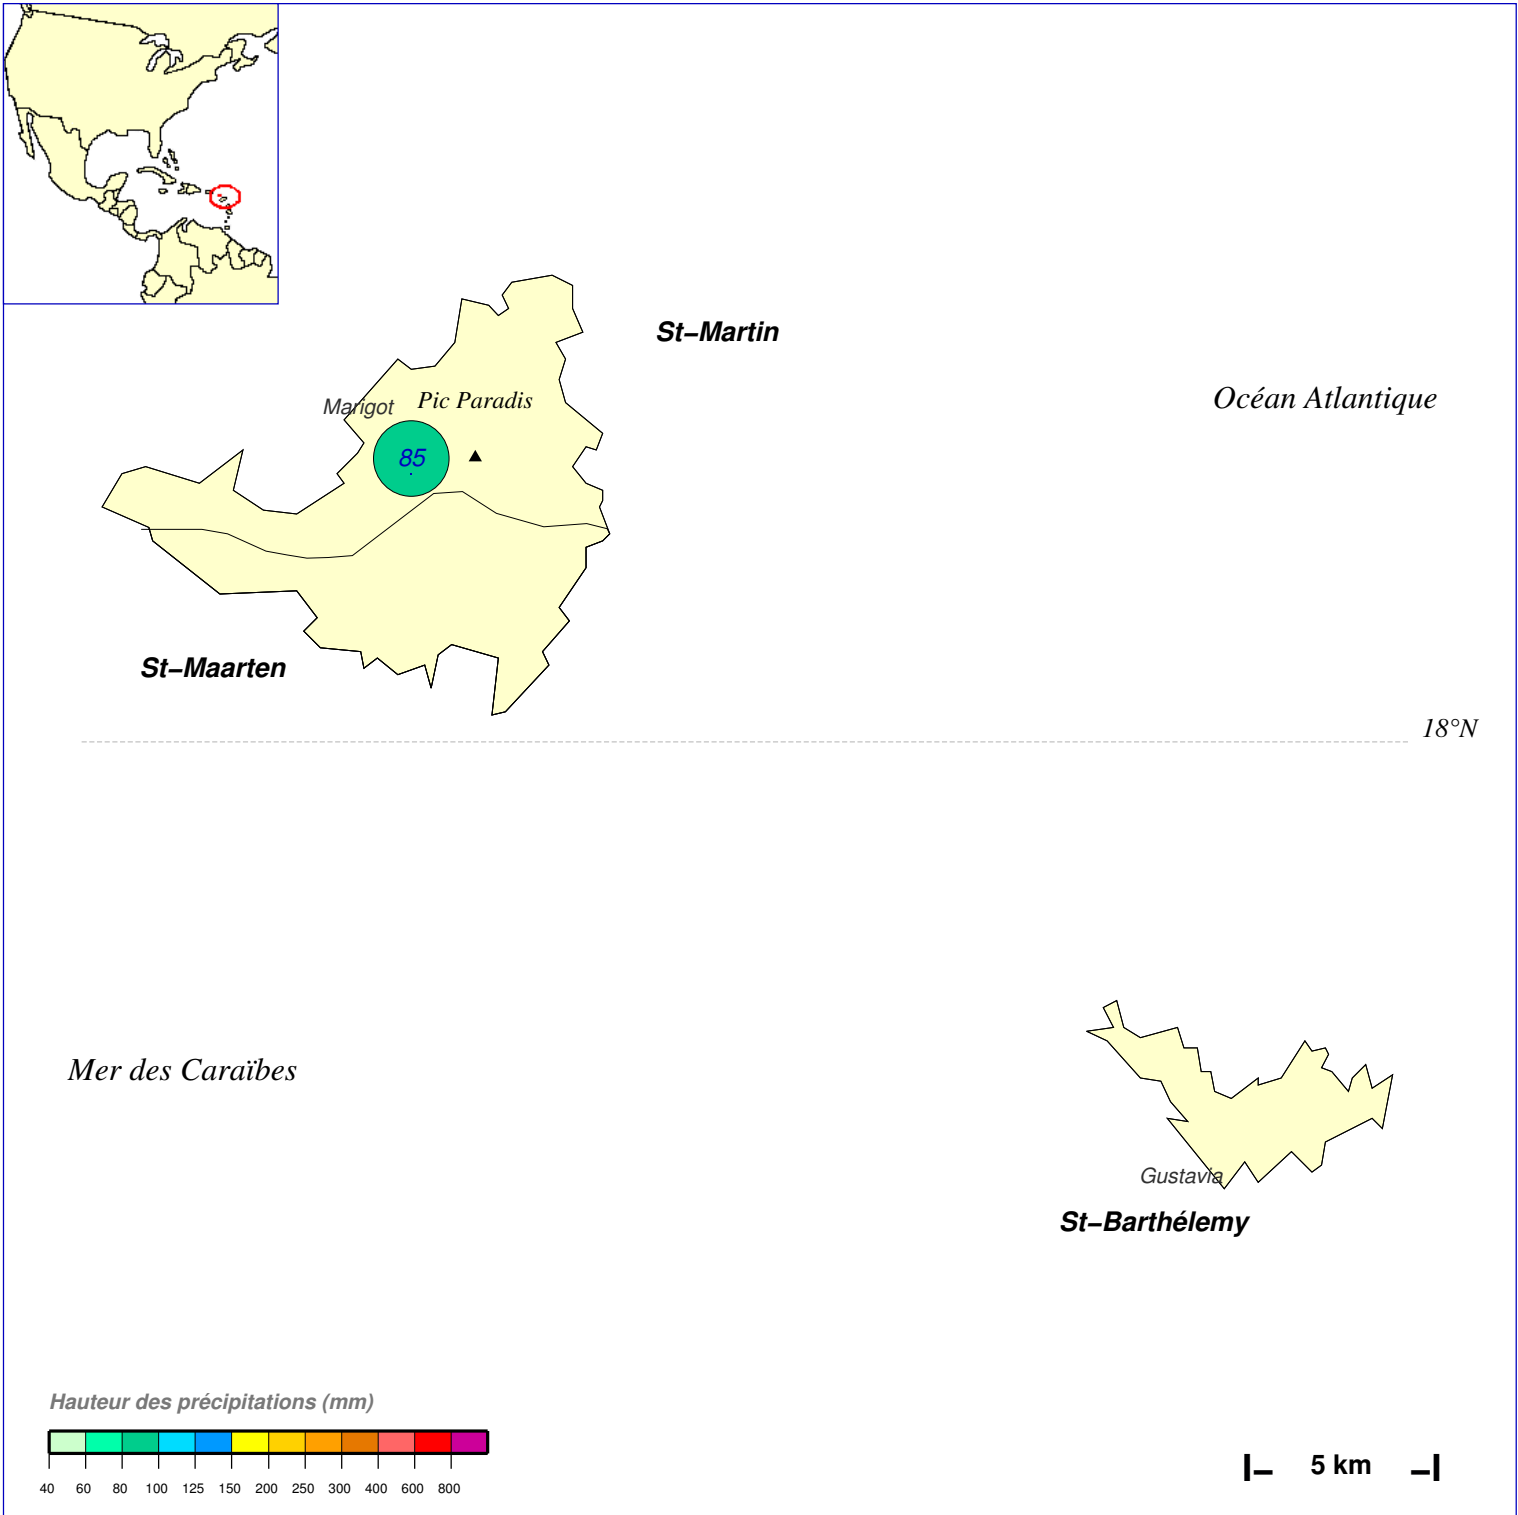 St–Martin
Océan Atlantique
Marigot
Pic Paradis
85
St–Maarten
18°N
Mer des Caraïbes
Gustavia
St–Barthélemy
Hauteur des précipitations (mm)
40 60 80 100 125 150 200 250 300 400 600 800
5 km